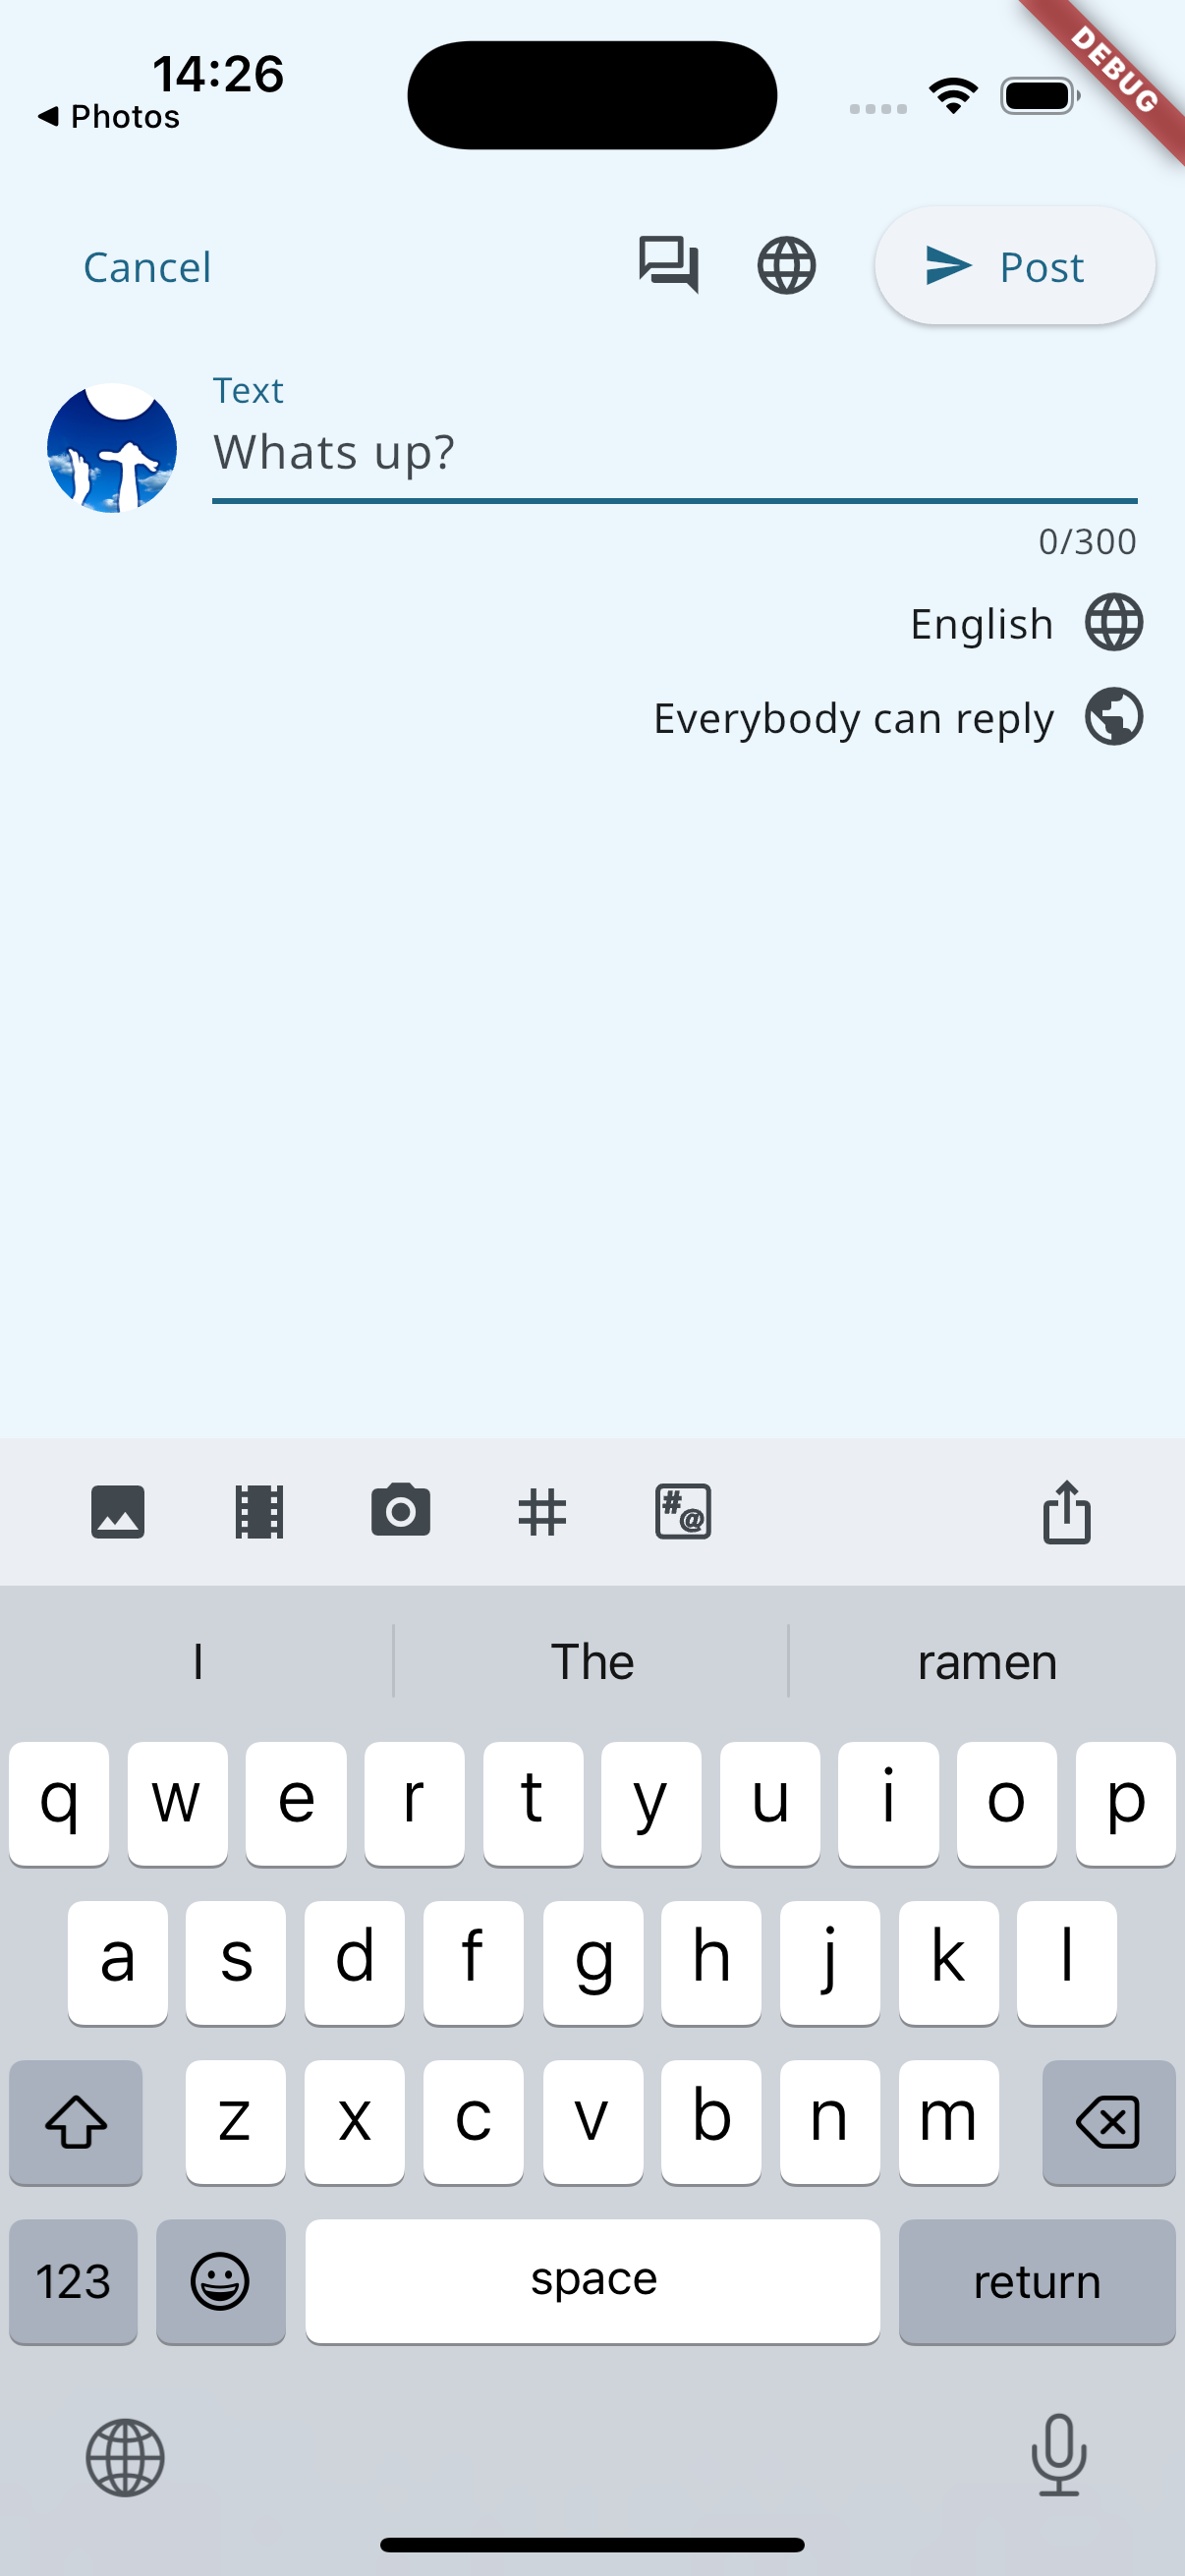 14:26
DEBUG
◀ Photos
Cancel
Post
Text
Whats up?
0/300
English
Everybody can reply
#@
I The ramen
q w e r t y u i o p
a s d f g h j k l
z x c v b n m
123 space return